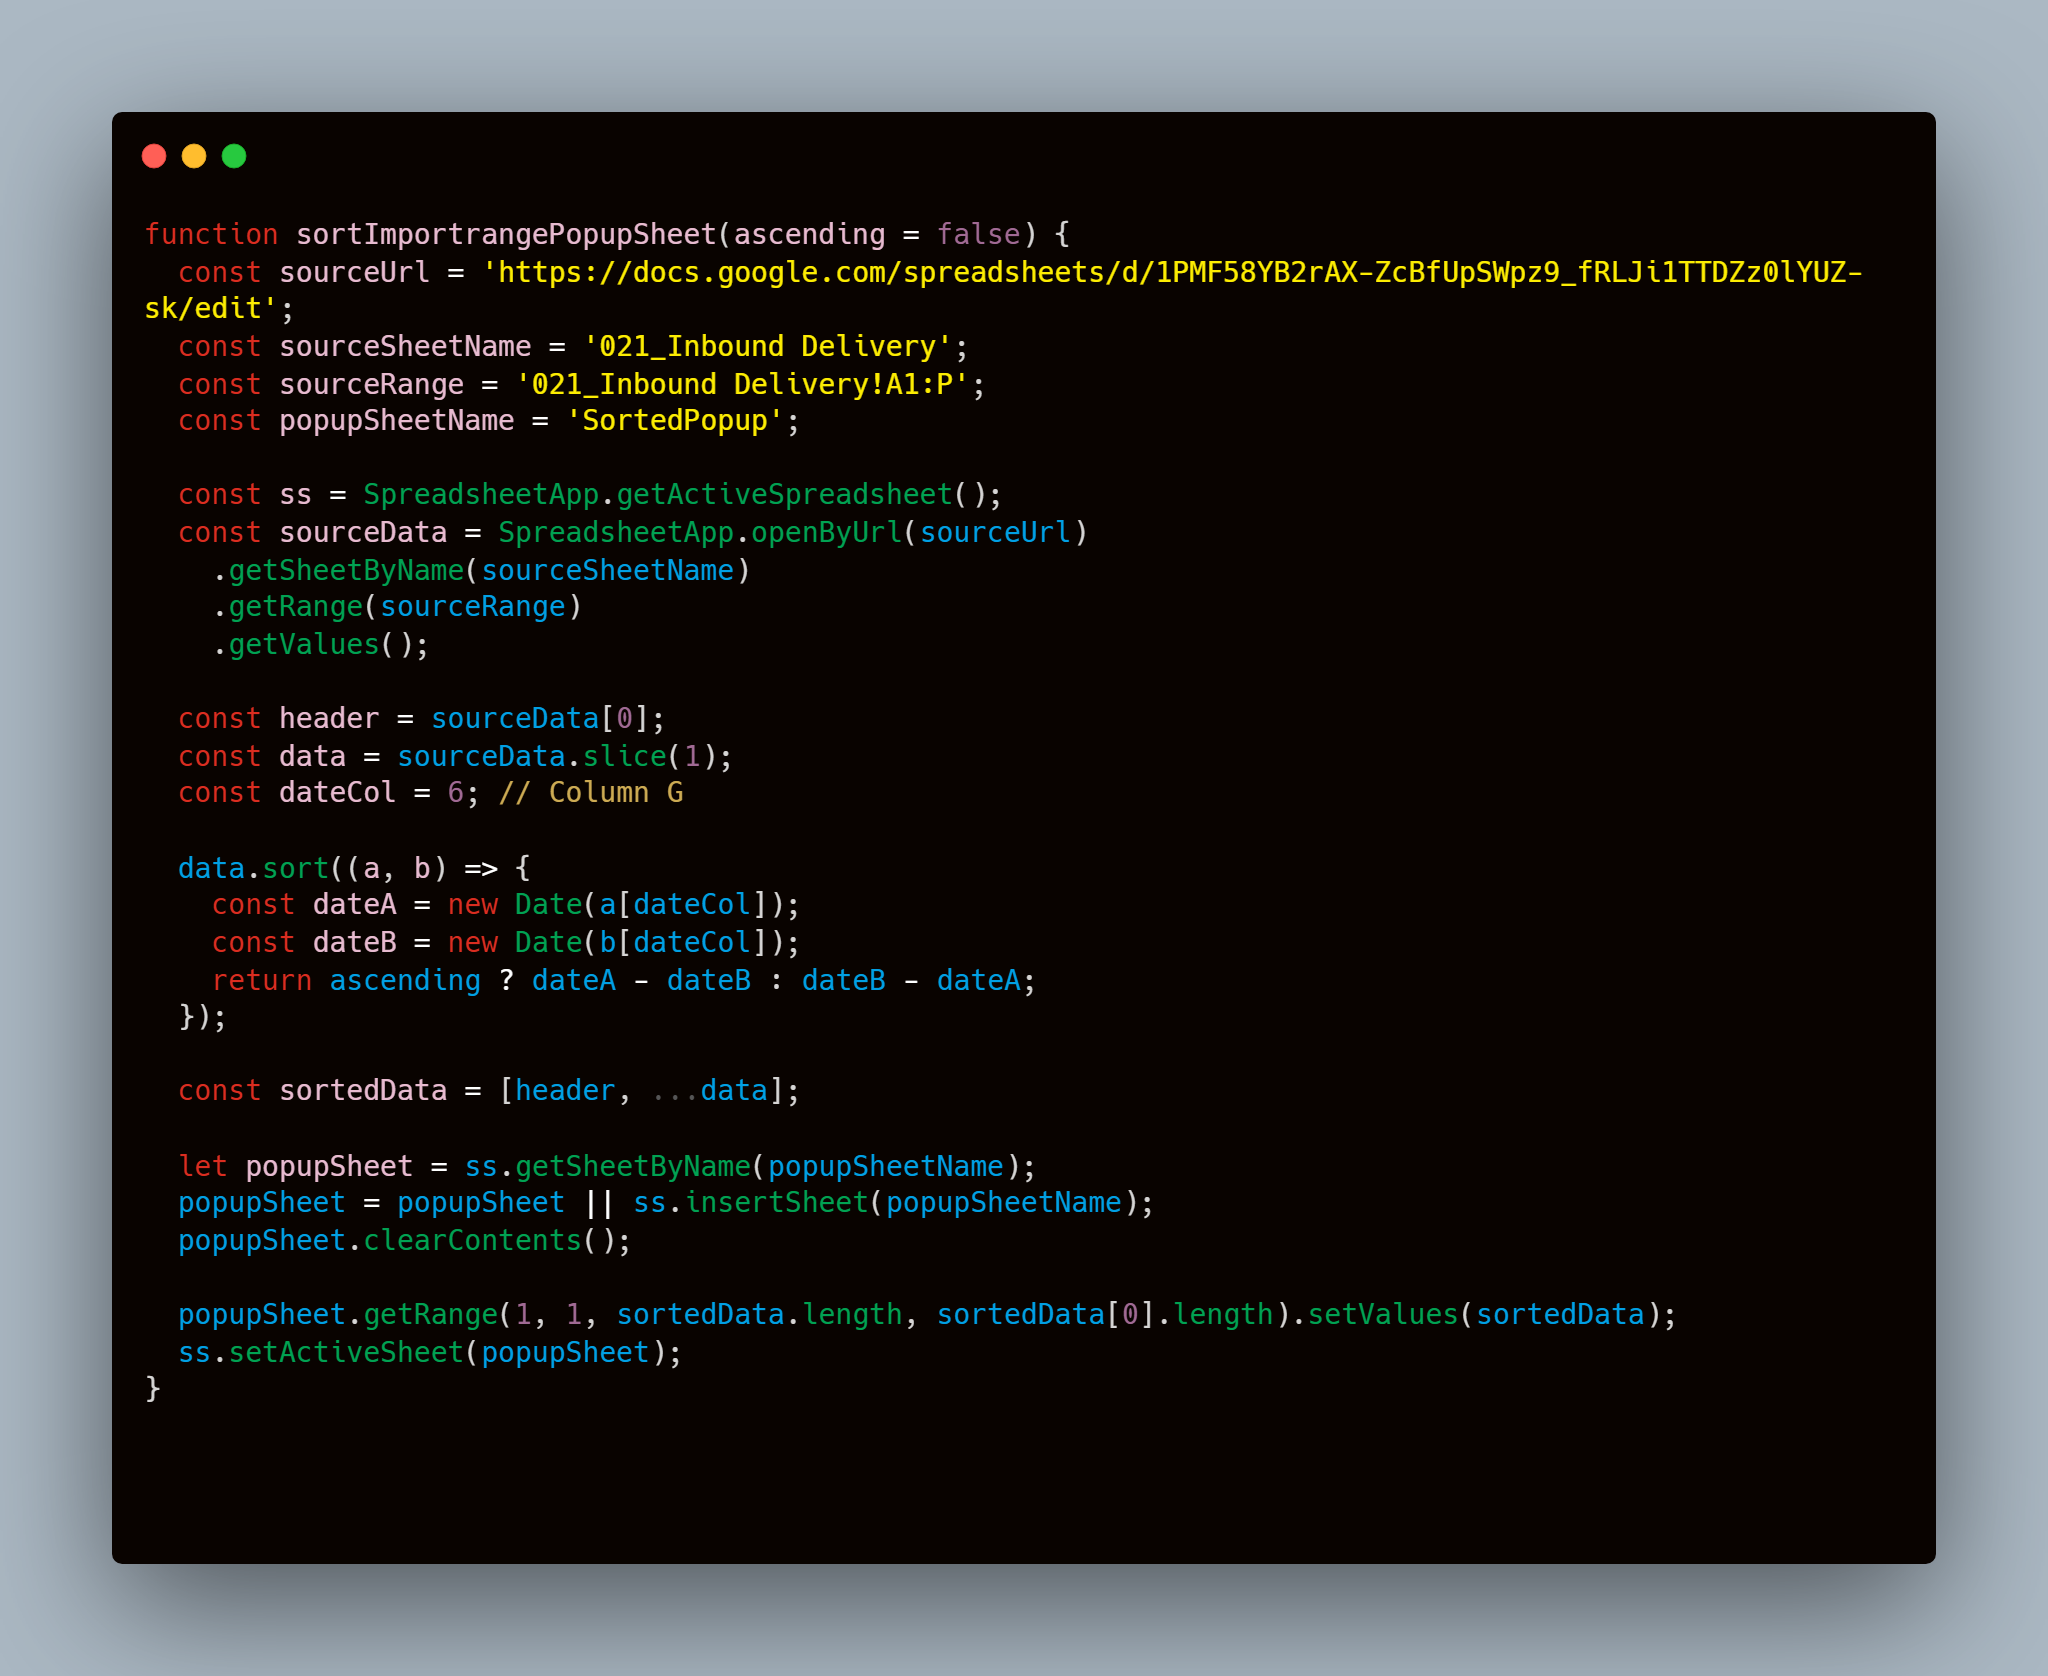 function sortImportrangePopupSheet(ascending = false) {
  const sourceUrl = 'https://docs.google.com/spreadsheets/d/1PMF58YB2rAX-ZcBfUpSWpz9_fRLJi1TTDZz0lYUZ-
sk/edit';
  const sourceSheetName = '021_Inbound Delivery';
  const sourceRange = '021_Inbound Delivery!A1:P';
  const popupSheetName = 'SortedPopup';

  const ss = SpreadsheetApp.getActiveSpreadsheet();
  const sourceData = SpreadsheetApp.openByUrl(sourceUrl)
    .getSheetByName(sourceSheetName)
    .getRange(sourceRange)
    .getValues();

  const header = sourceData[0];
  const data = sourceData.slice(1);
  const dateCol = 6; // Column G

  data.sort((a, b) => {
    const dateA = new Date(a[dateCol]);
    const dateB = new Date(b[dateCol]);
    return ascending ? dateA - dateB : dateB - dateA;
  });

  const sortedData = [header, ...data];

  let popupSheet = ss.getSheetByName(popupSheetName);
  popupSheet = popupSheet || ss.insertSheet(popupSheetName);
  popupSheet.clearContents();

  popupSheet.getRange(1, 1, sortedData.length, sortedData[0].length).setValues(sortedData);
  ss.setActiveSheet(popupSheet);
}